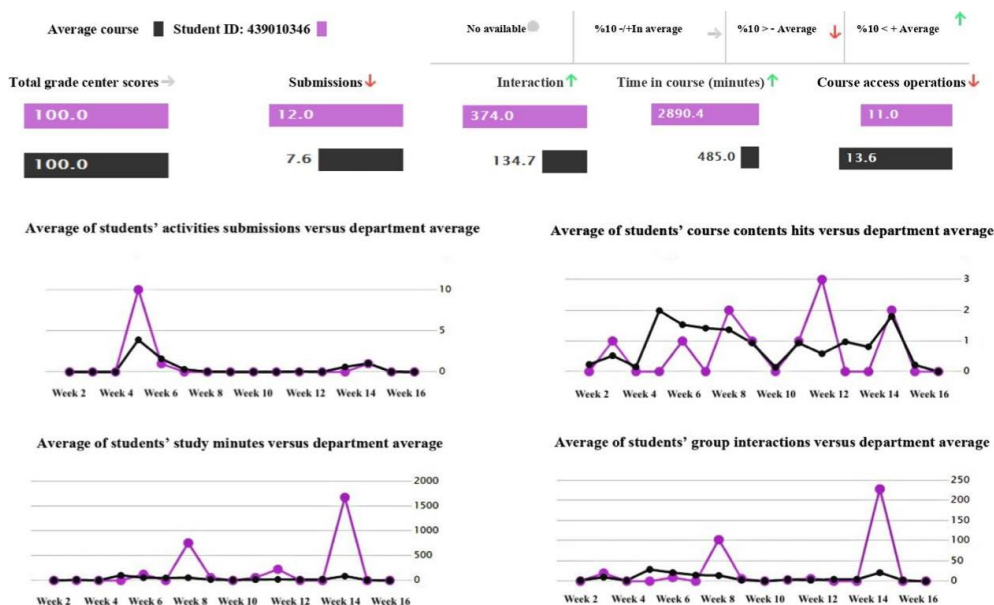 Average course Student ID: 439010346 No available %10 -/+In average %10 > - Average %10 < + Average
Total grade center scores Submissions Interaction Time in course (minutes) Course access operations
100.0 12.0 374.0 2890.4 11.0
100.0 7.6 134.7 485.0 13.6
Average of students' activities submissions versus department average
10
5
0
Week 2 Week 4 Week 6 Week 8 Week 10 Week 12 Week 14 Week 16
Average of students' course contents hits versus department average
3
2
1
0
Week 2 Week 4 Week 6 Week 8 Week 10 Week 12 Week 14 Week 16
Average of students' study minutes versus department average
2000
1500
1000
500
0
Week 2 Week 4 Week 6 Week 8 Week 10 Week 12 Week 14 Week 16
Average of students' group interactions versus department average
250
200
150
100
50
0
Week 2 Week 4 Week 6 Week 8 Week 10 Week 12 Week 14 Week 16